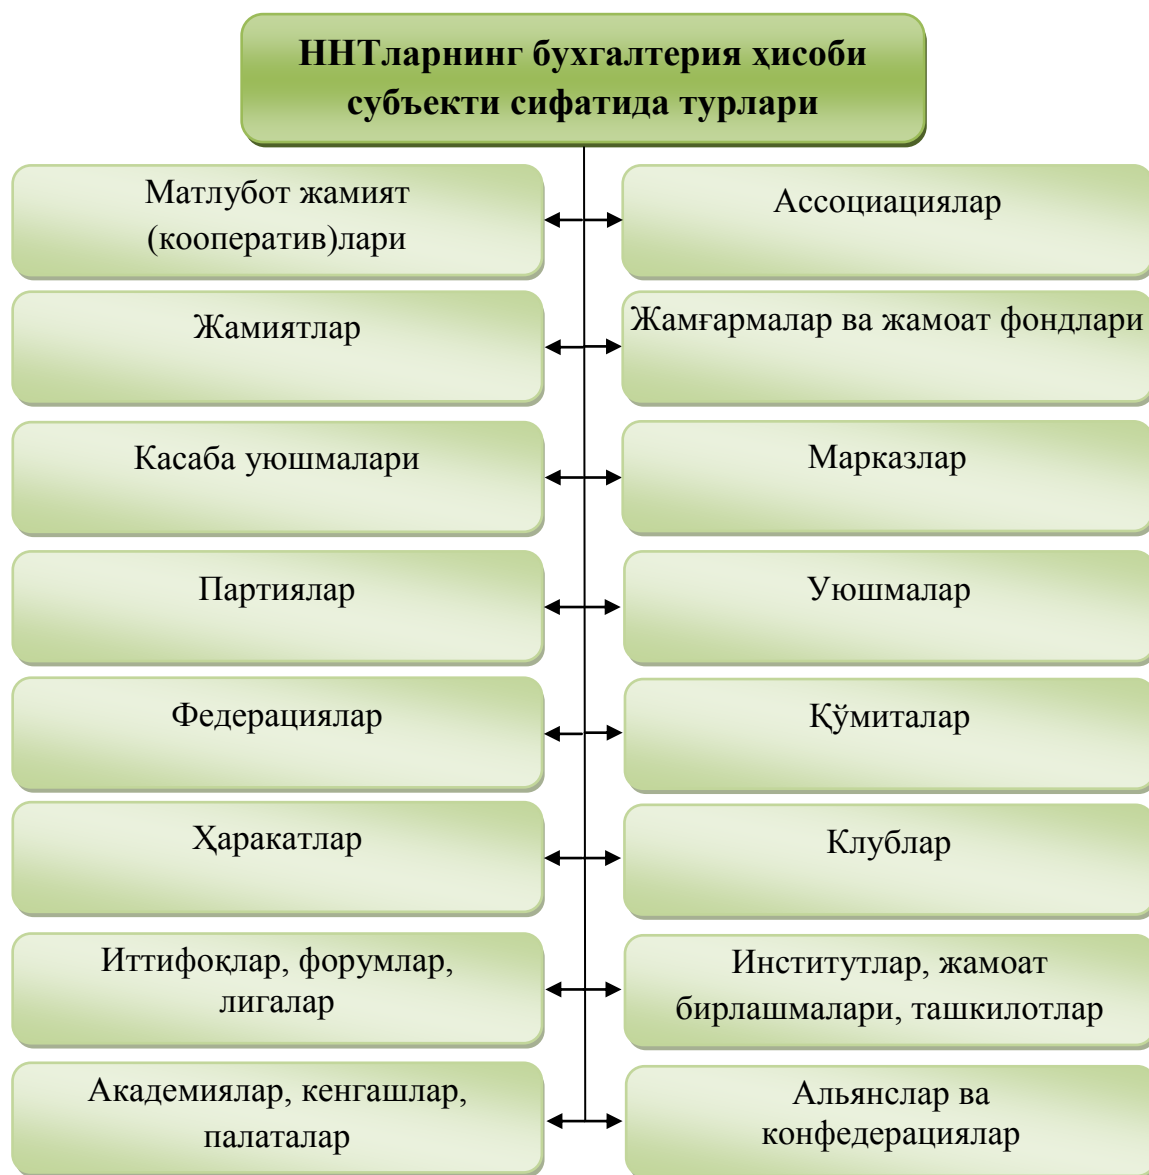 ННТларнинг бухгалтерия ҳисоби
субъекти сифатида турлари
Матлубот жамият
(кооператив)лари
Ассоциациялар
Жамиятлар
Жамғармалар ва жамоат фондлари
Касаба уюшмалари
Марказлар
Партиялар
Уюшмалар
Федерациялар
Қўмиталар
Ҳаракатлар
Клублар
Иттифоқлар, форумлар,
лигалар
Институтлар, жамоат
бирлашмалари, ташкилотлар
Академиялар, кенгашлар,
палаталар
Альянслар ва
конфедерациялар